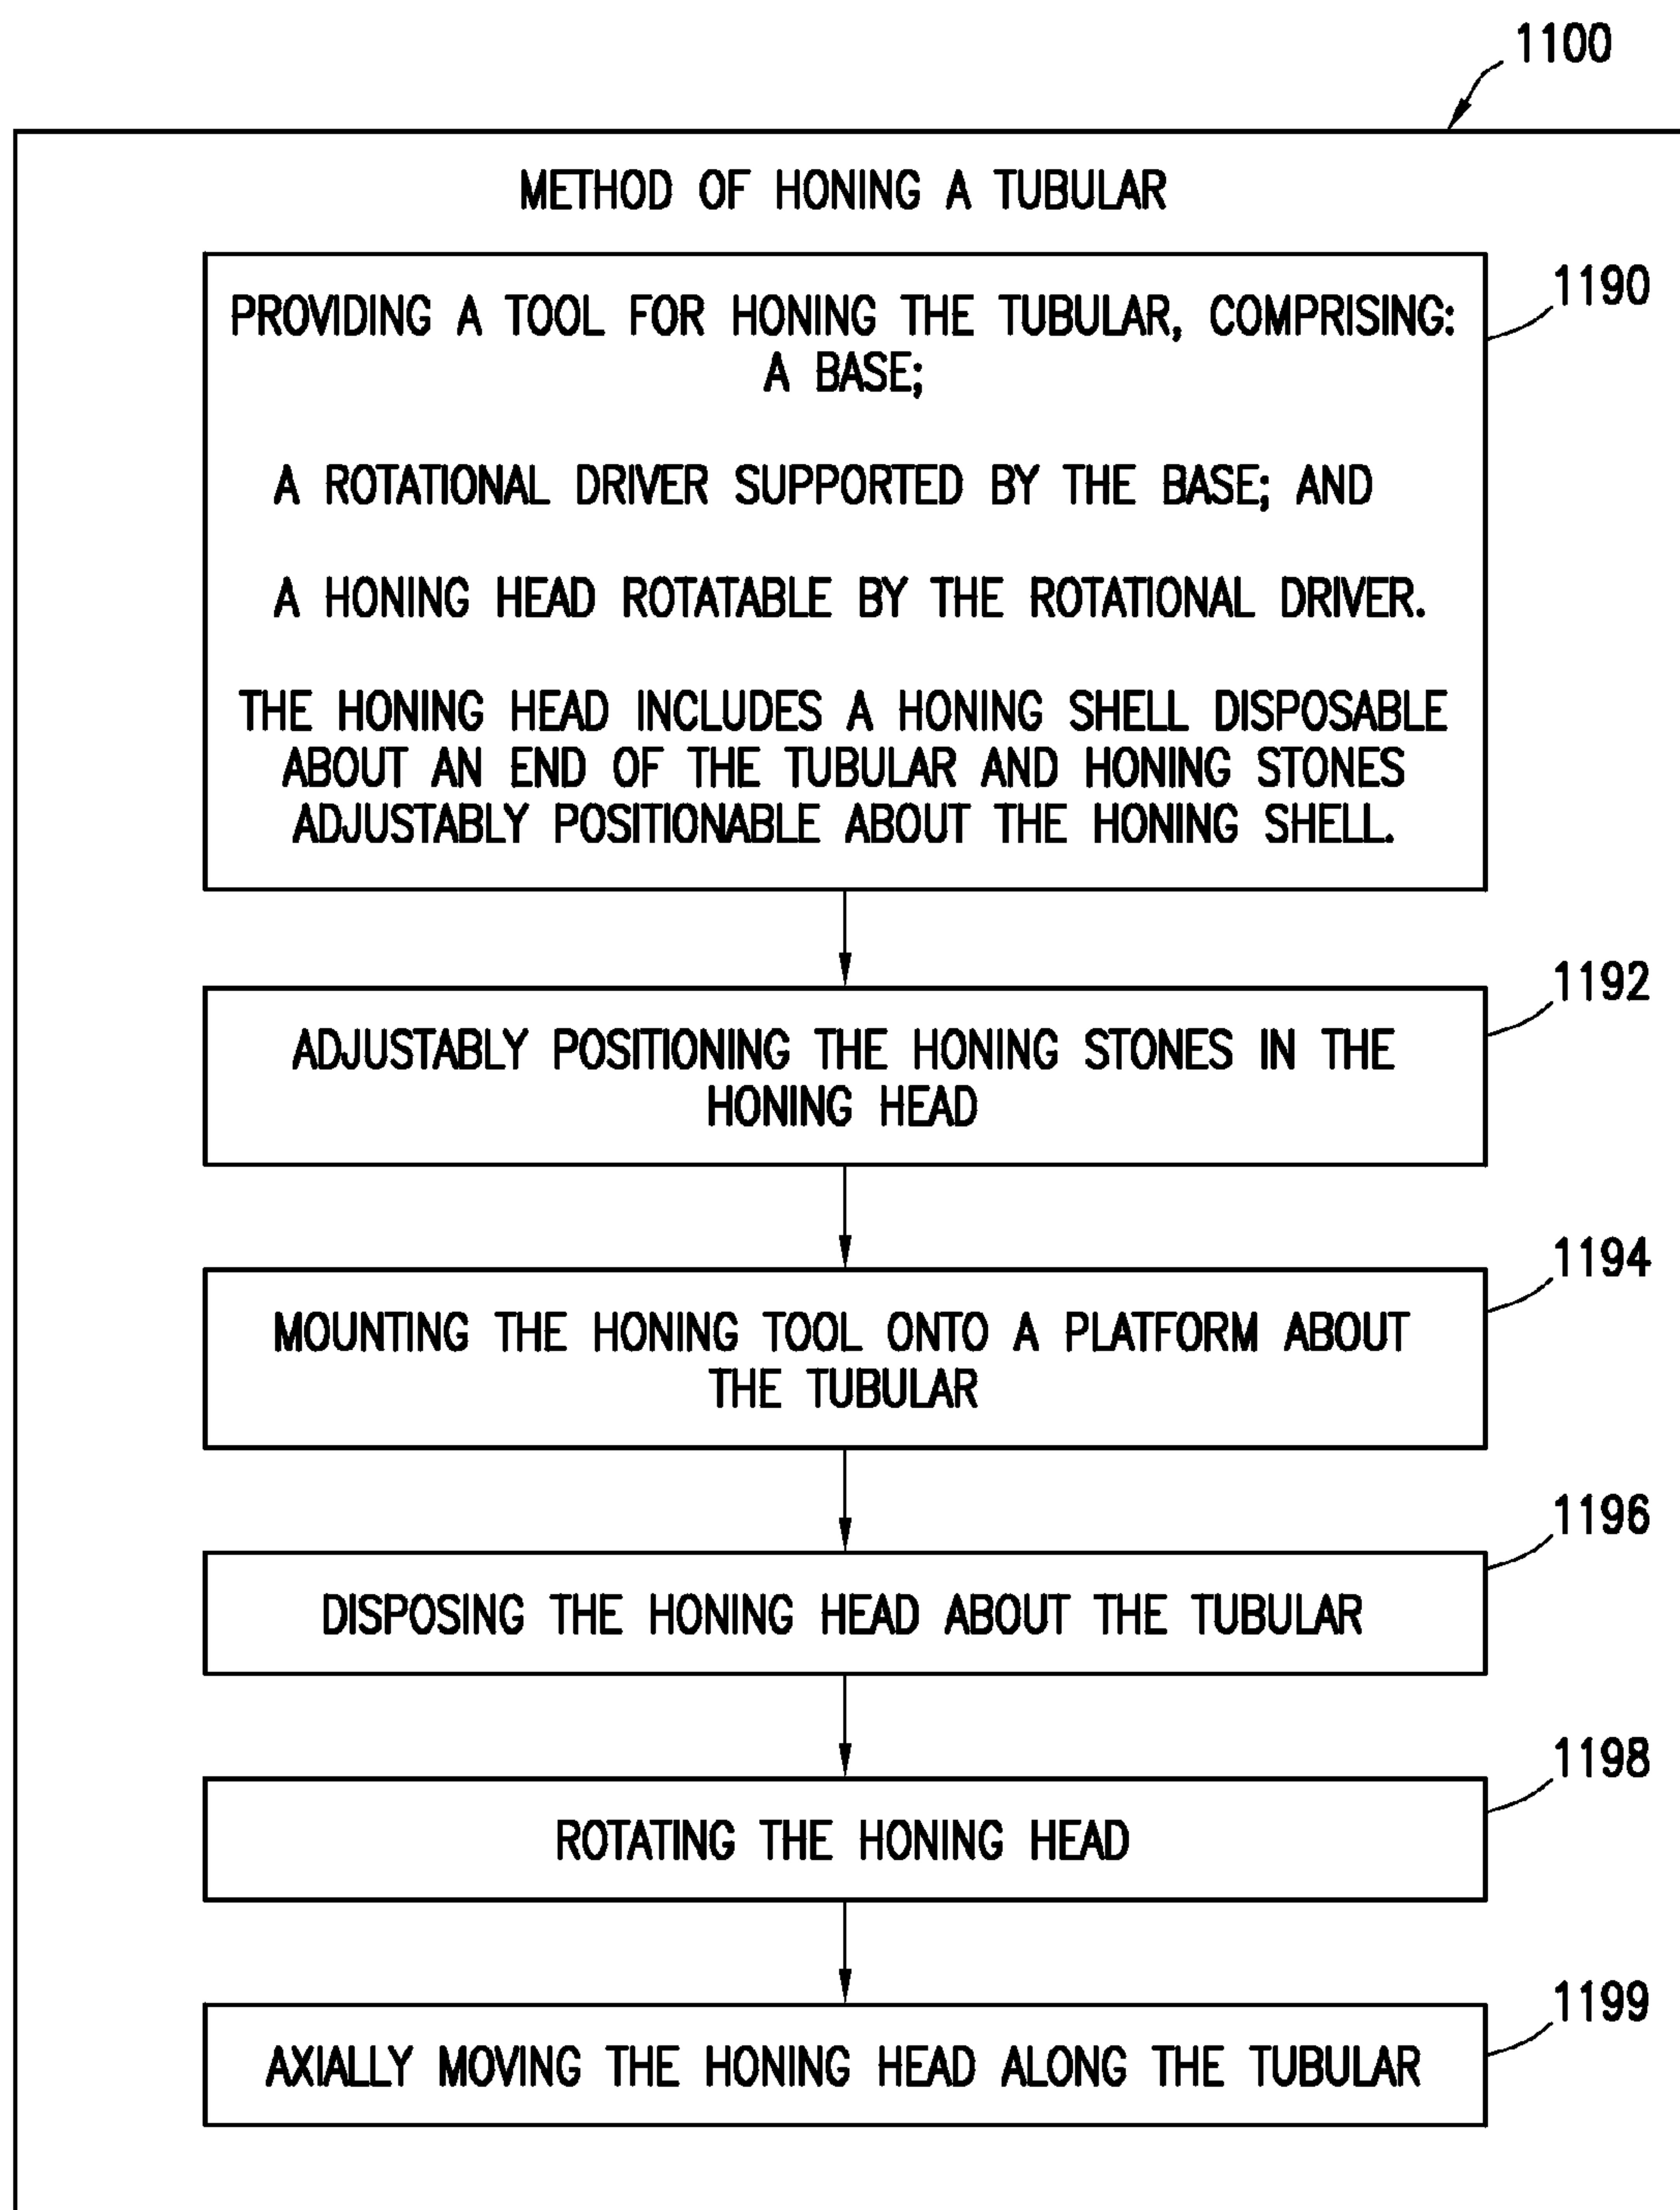 1100
METHOD OF HONING A TUBULAR
1190
PROVIDING A TOOL FOR HONING THE TUBULAR, COMPRISING:
A BASE;
A ROTATIONAL DRIVER SUPPORTED BY THE BASE; AND
A HONING HEAD ROTATABLE BY THE ROTATIONAL DRIVER.
THE HONING HEAD INCLUDES A HONING SHELL DISPOSABLE
ABOUT AN END OF THE TUBULAR AND HONING STONES
ADJUSTABLY POSITIONABLE ABOUT THE HONING SHELL.
1192
ADJUSTABLY POSITIONING THE HONING STONES IN THE
HONING HEAD
1194
MOUNTING THE HONING TOOL ONTO A PLATFORM ABOUT
THE TUBULAR
1196
DISPOSING THE HONING HEAD ABOUT THE TUBULAR
1198
ROTATING THE HONING HEAD
1199
AXIALLY MOVING THE HONING HEAD ALONG THE TUBULAR